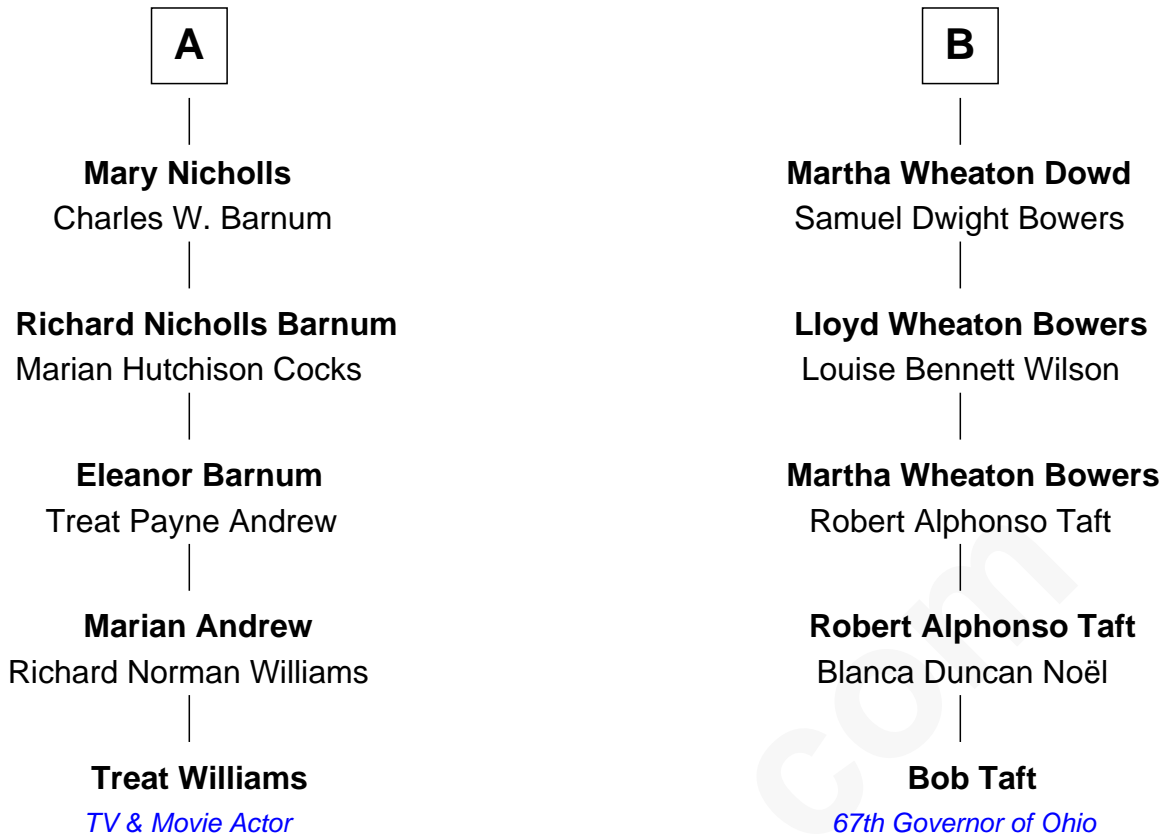 A
Mary Nicholls
Charles W. Barnum
Richard Nicholls Barnum
Marian Hutchison Cocks
Eleanor Barnum
Treat Payne Andrew
Marian Andrew
Richard Norman Williams
Treat Williams
TV & Movie Actor
B
Martha Wheaton Dowd
Samuel Dwight Bowers
Lloyd Wheaton Bowers
Louise Bennett Wilson
Martha Wheaton Bowers
Robert Alphonso Taft
Robert Alphonso Taft
Blanca Duncan Noël
Bob Taft
67th Governor of Ohio
com